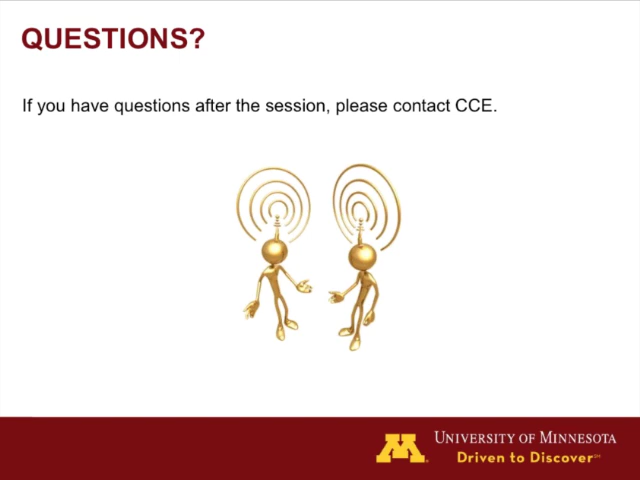 QUESTIONS?
If you have questions after the session, please contact CCE.
M
UNIVERSITY OF MINNESOTA
Driven to Discover℠